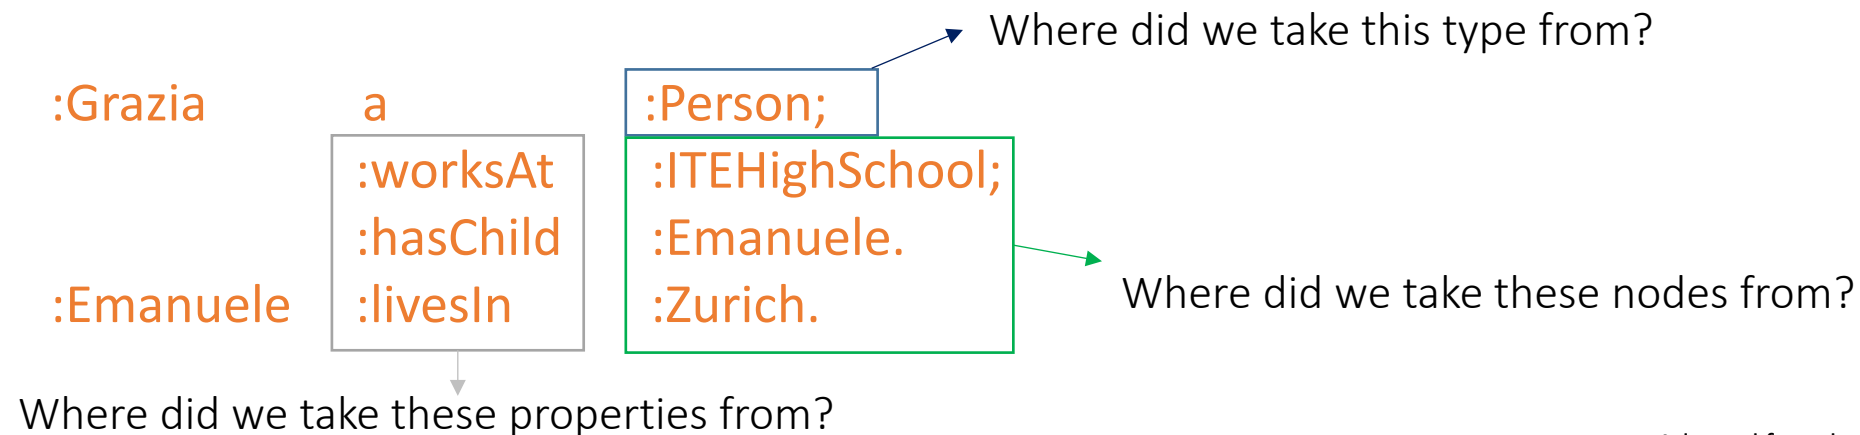 Where did we take this type from?
:Grazia a :Person;
:worksAt :ITEHighSchool;
:hasChild :Emanuele.
:Emanuele :livesIn :Zurich.
Where did we take these nodes from?
Where did we take these properties from?